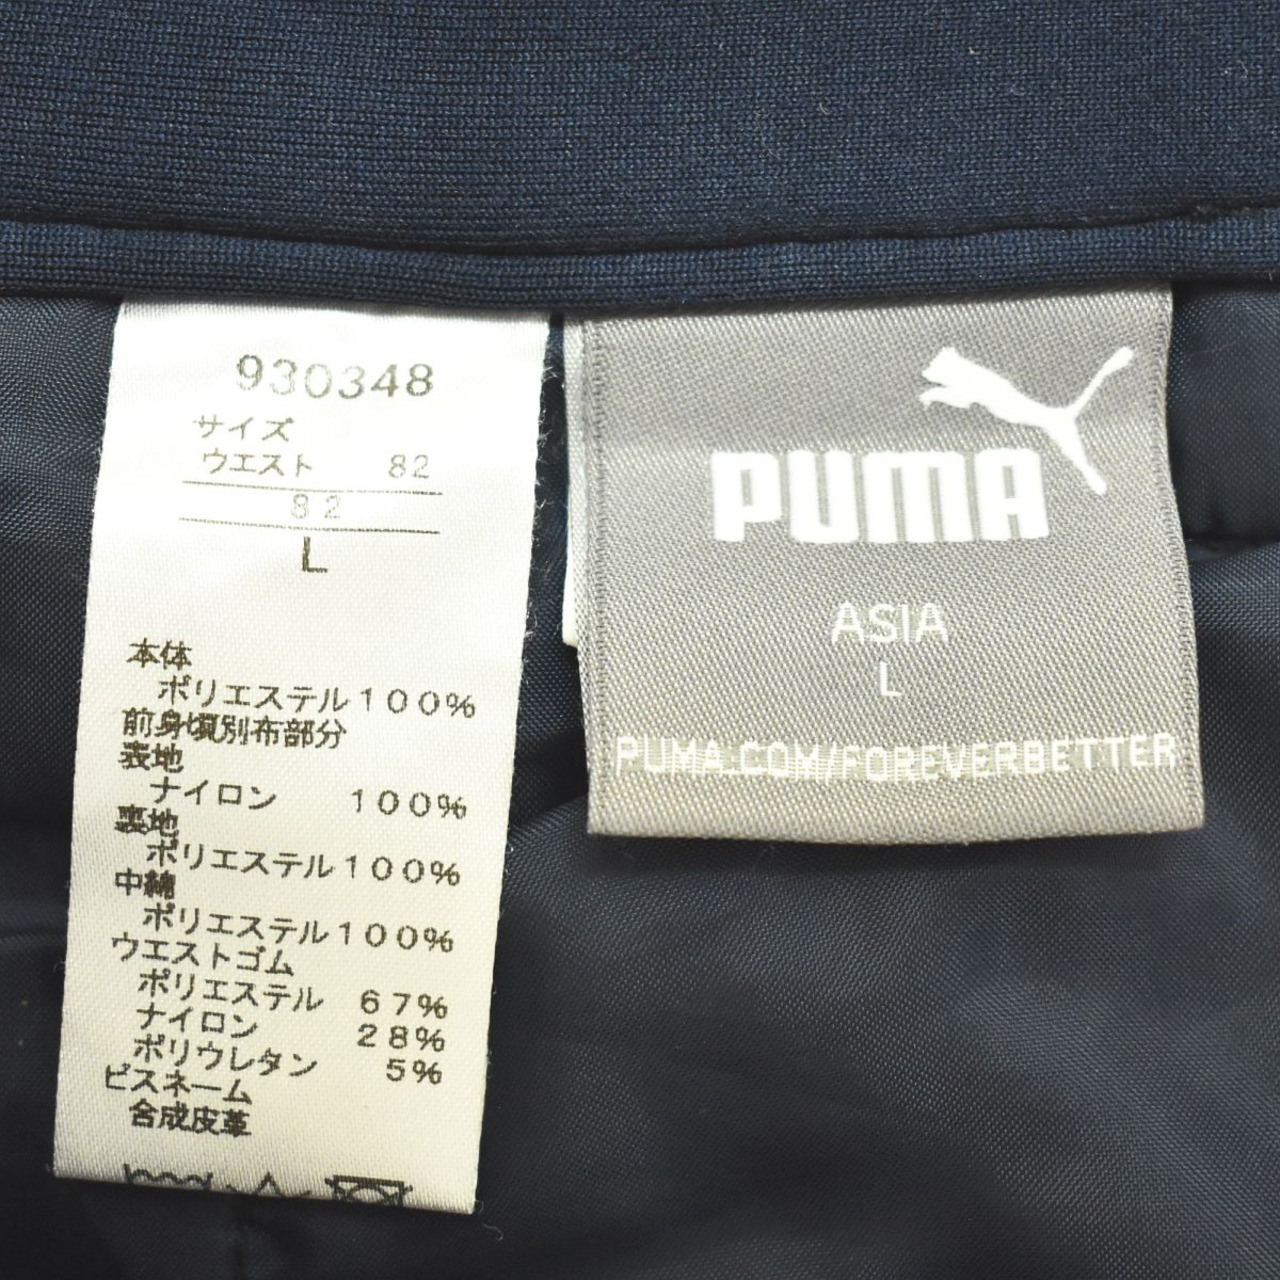 930348
サイズ
ウエスト 82
82
L
本体
ポリエステル100%
前身頃別布部分
表地
ナイロン 100%
裏地
ポリエステル100%
中綿
ポリエステル100%
ウエストゴム
ポリエステル 67%
ナイロン 28%
ポリウレタン 5%
ピスネーム
合成皮革
PUMA
ASIA
L
PUMA.COM/FOREVERBETTER